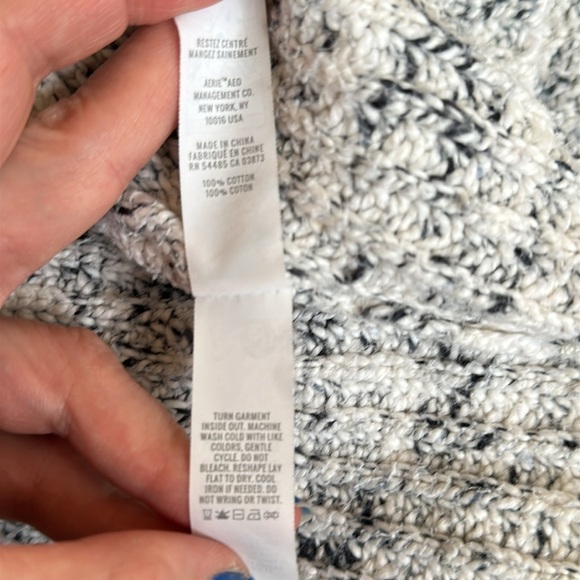 RESTEZ CENTRÉ
MANGEZ SAINEMENT
AERIE™AEO
MANAGEMENT CO.
NEW YORK, NY
10016 USA
MADE IN CHINA
FABRIQUÉ EN CHINE
RN 54485 CA 03873
100% COTTON
100% COTON
TURN GARMENT
INSIDE OUT. MACHINE
WASH COLD WITH LIKE
COLORS, GENTLE
CYCLE. DO NOT
BLEACH. RESHAPE LAY
FLAT TO DRY. COOL
IRON IF NEEDED. DO
NOT WRING OR TWIST.